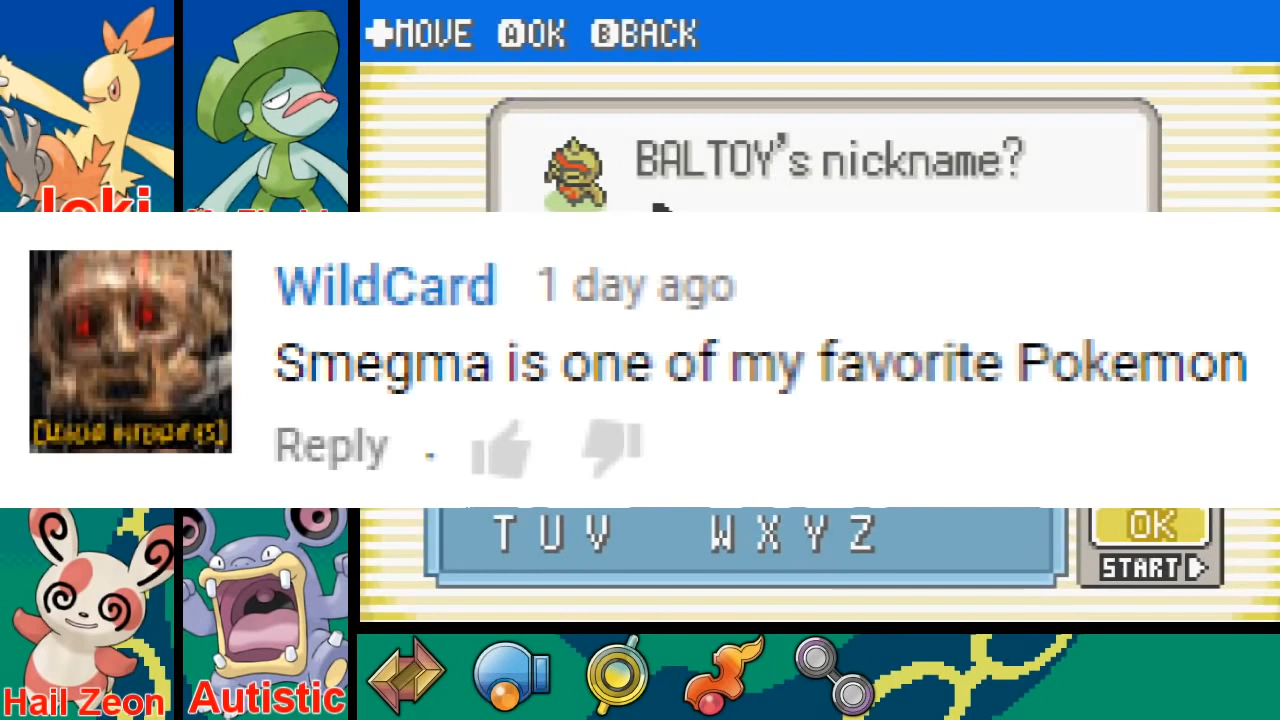 MOVE AOK BBACK
BALTOY's nickname?
WildCard 1 day ago
Smegma is one of my favorite Pokemon
Reply .
T U V W X Y Z
OK
START
Hail Zeon
Autistic